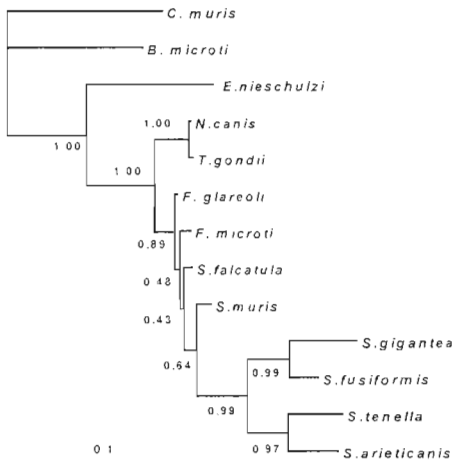 C. muris
B. microti
E.nieschulzi
1.00
N.canis
1.00
1.00
T.gondii
F. glareoli
F. microti
0.89
S.falcatula
0.48
S.muris
0.43
S.gigantea
0.64
0.99
S.fusiformis
0.99
S.tenella
0.1
0.97
S.arieticanis